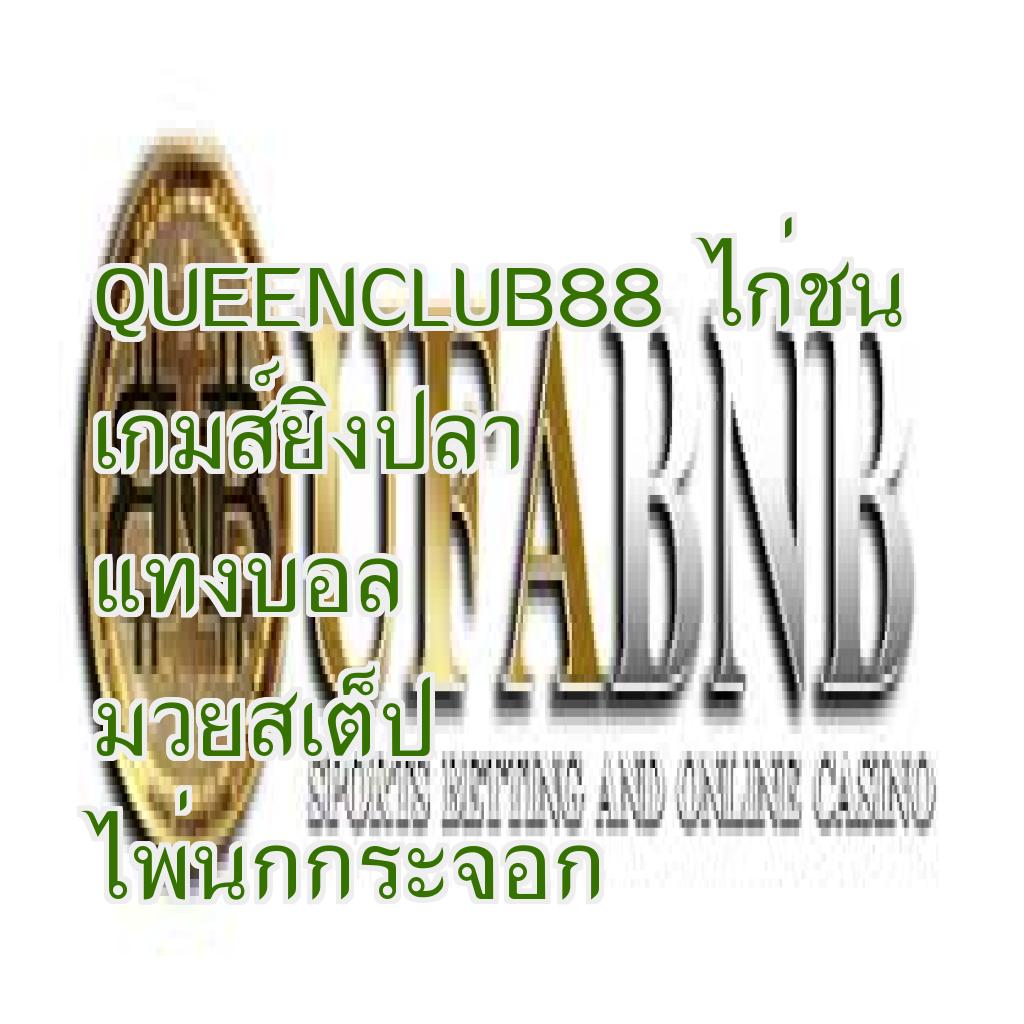 QUEENCLUB88 ไก่ชน
เกมส์ยิงปลา
UFABNB
แทงบอล
มวยสเต็ป
SPORTS BETTING AND ONLINE CASINO
ไพ่นกกระจอก